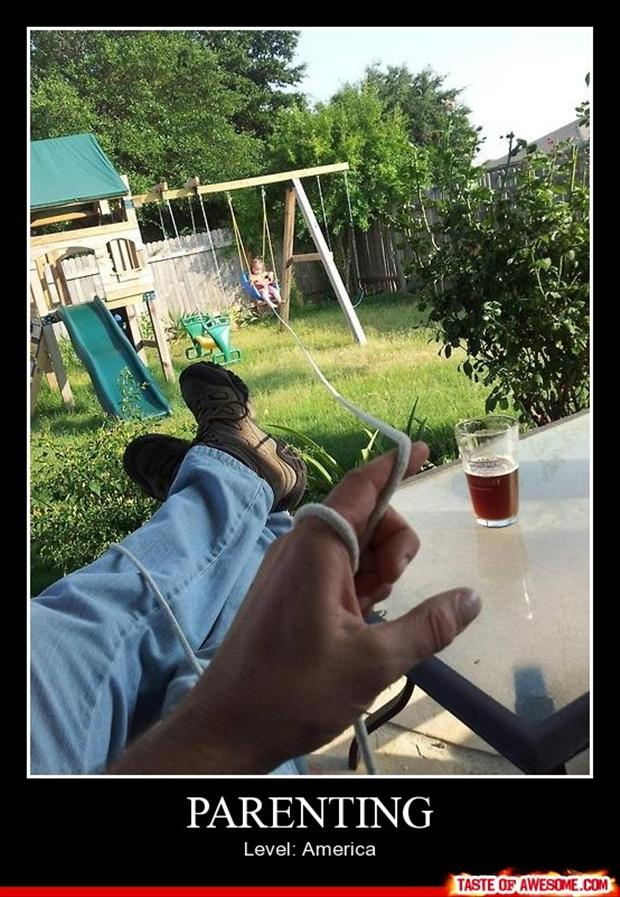 PARENTING
Level: America
TASTE OF AWESOME.COM